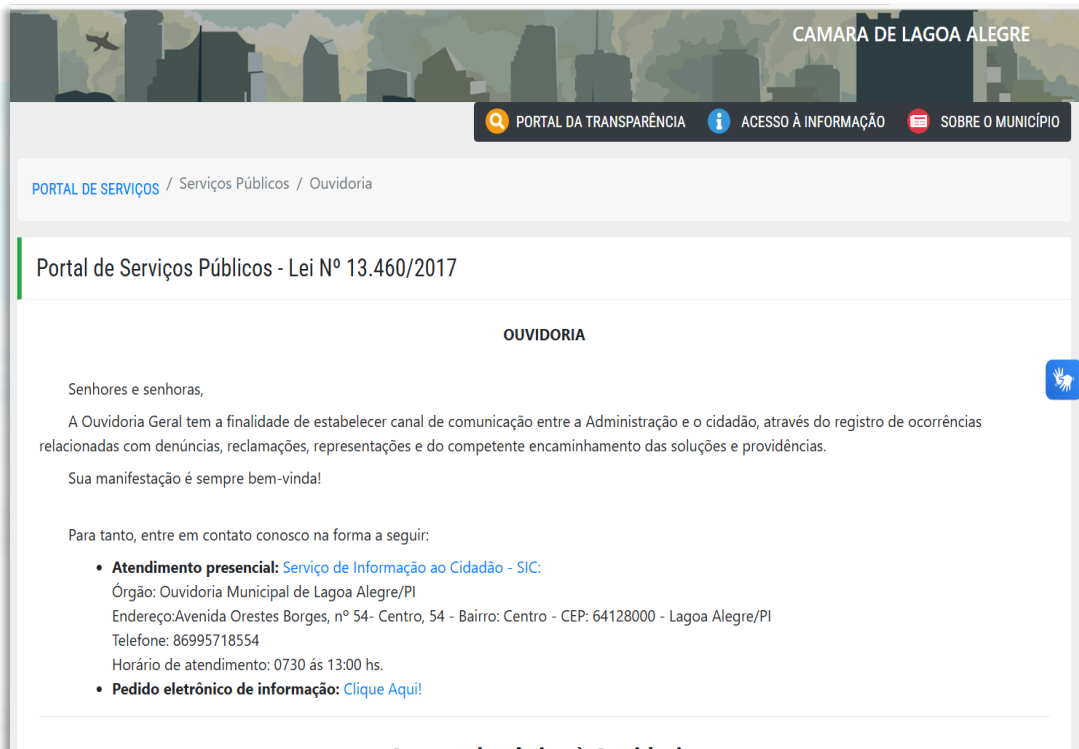 CAMARA DE LAGOA ALEGRE
PORTAL DA TRANSPARÊNCIA ACESSO À INFORMAÇÃO SOBRE O MUNICÍPIO
PORTAL DE SERVIÇOS / Serviços Públicos / Ouvidoria
Portal de Serviços Públicos - Lei Nº 13.460/2017
OUVIDORIA
Senhores e senhoras,
A Ouvidoria Geral tem a finalidade de estabelecer canal de comunicação entre a Administração e o cidadão, através do registro de ocorrências
relacionadas com denúncias, reclamações, representações e do competente encaminhamento das soluções e providências.
Sua manifestação é sempre bem-vinda!
Para tanto, entre em contato conosco na forma a seguir:
• Atendimento presencial: Serviço de Informação ao Cidadão - SIC:
Órgão: Ouvidoria Municipal de Lagoa Alegre/PI
Endereço:Avenida Orestes Borges, nº 54- Centro, 54 - Bairro: Centro - CEP: 64128000 - Lagoa Alegre/PI
Telefone: 86995718554
Horário de atendimento: 0730 ás 13:00 hs.
• Pedido eletrônico de informação: Clique Aqui!